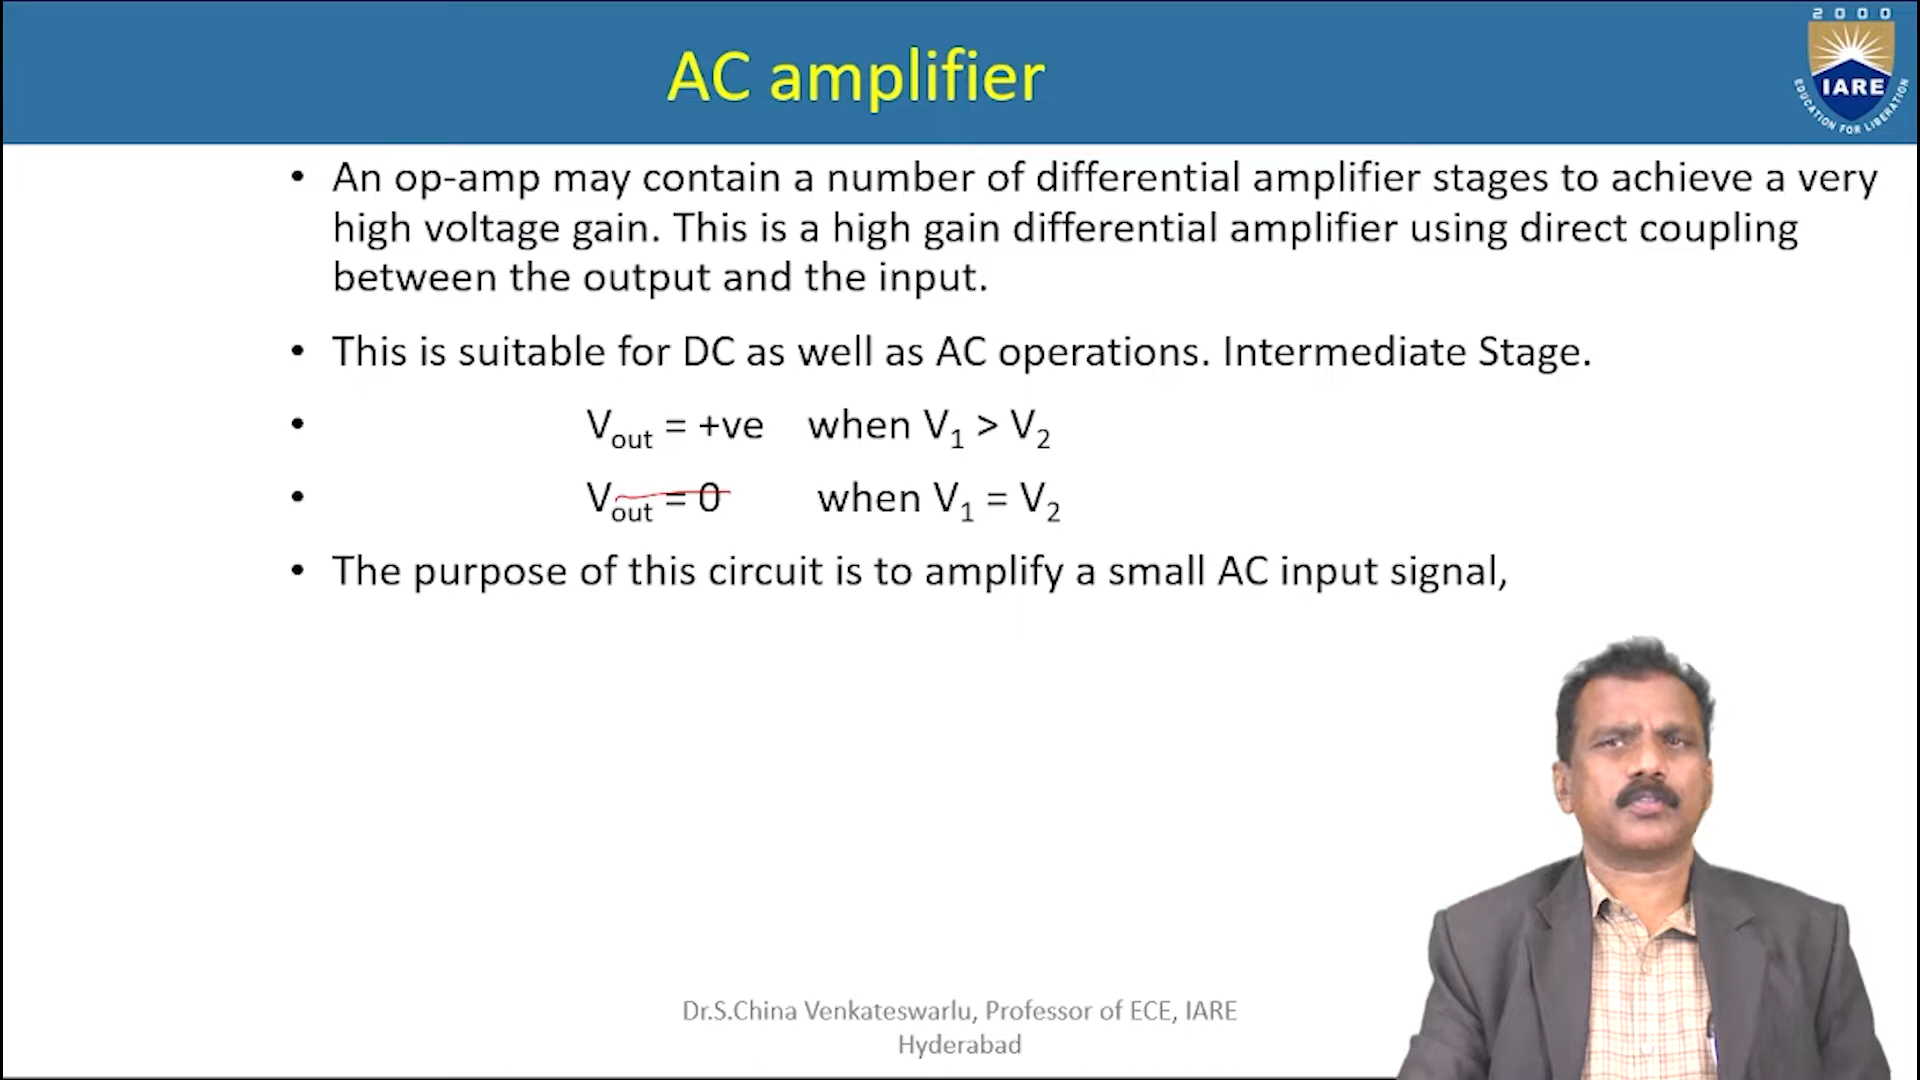 2000
AC amplifier
IARE
EDUCATION FOR LIBERATION
• An op-amp may contain a number of differential amplifier stages to achieve a very
high voltage gain. This is a high gain differential amplifier using direct coupling
between the output and the input.
• This is suitable for DC as well as AC operations. Intermediate Stage.
• Vout = +ve when V1 > V2
• Vout = 0 when V1 = V2
• The purpose of this circuit is to amplify a small AC input signal,
Dr.S.China Venkateswarlu, Professor of ECE, IARE
Hyderabad